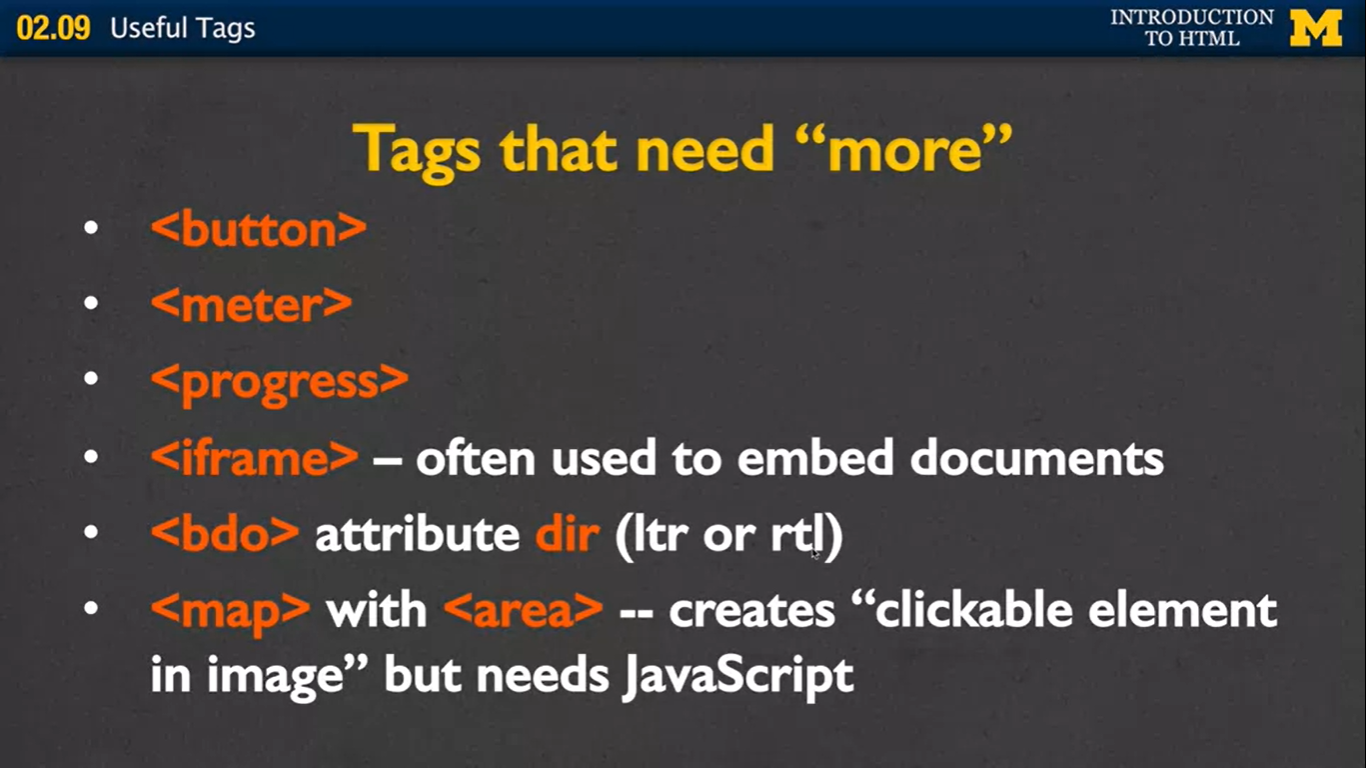 02.09 Useful Tags
INTRODUCTION
TO HTML
M
Tags that need “more”
• <button>
• <meter>
• <progress>
• <iframe> – often used to embed documents
• <bdo> attribute dir (ltr or rtl)
• <map> with <area> -- creates “clickable element
in image” but needs JavaScript